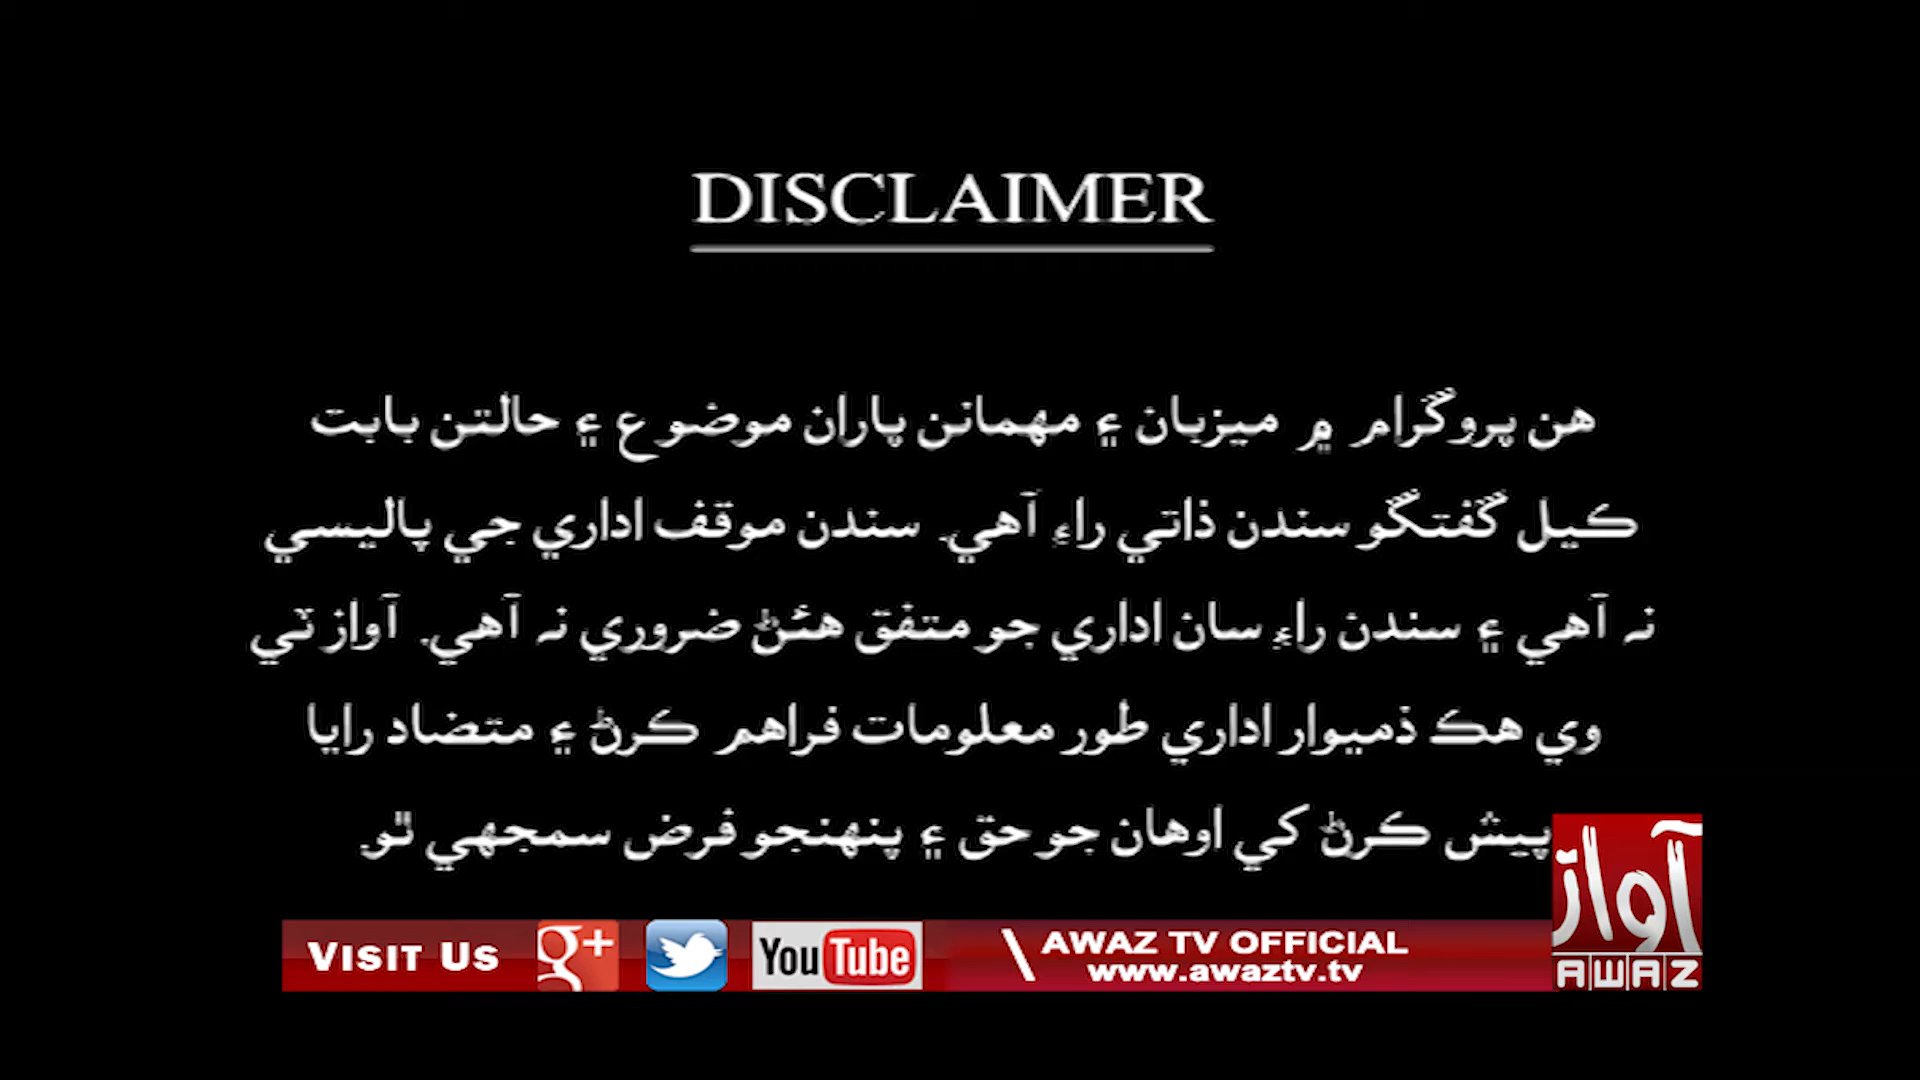 DISCLAIMER
هن پروگرام ۾ ميزبان ۽ مهمانن پاران موضوع ۽ حالتن بابت
ڪيل گفتگو سندن ذاتي راءِ آهي. سندن موقف اداري جي پاليسي
نہ آهي ۽ سندن راءِ سان اداري جو متفق هئڻ ضروري نہ آهي. آواز ٽي
وي هڪ ذميوار اداري طور معلومات فراهم ڪرڻ ۽ متضاد رايا
پيش ڪرڻ کي اوهان جو حق ۽ پنهنجو فرض سمجهي ٿو.
VISIT US g+ YouTube \ AWAZ TV OFFICIAL
www.awaztv.tv
آواز
AWAZ